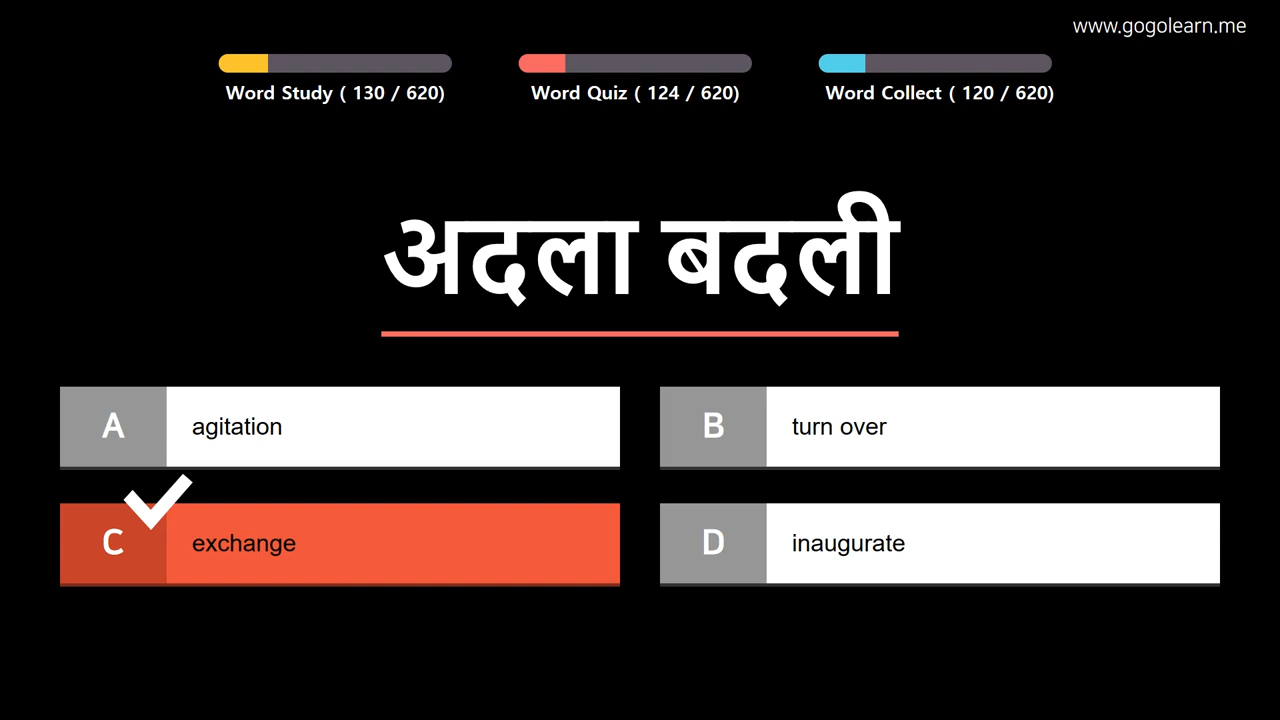 www.gogolearn.me
Word Study ( 130 / 620)
Word Quiz ( 124 / 620)
Word Collect ( 120 / 620)
अदला बदली
A agitation
B turn over
C exchange
D inaugurate